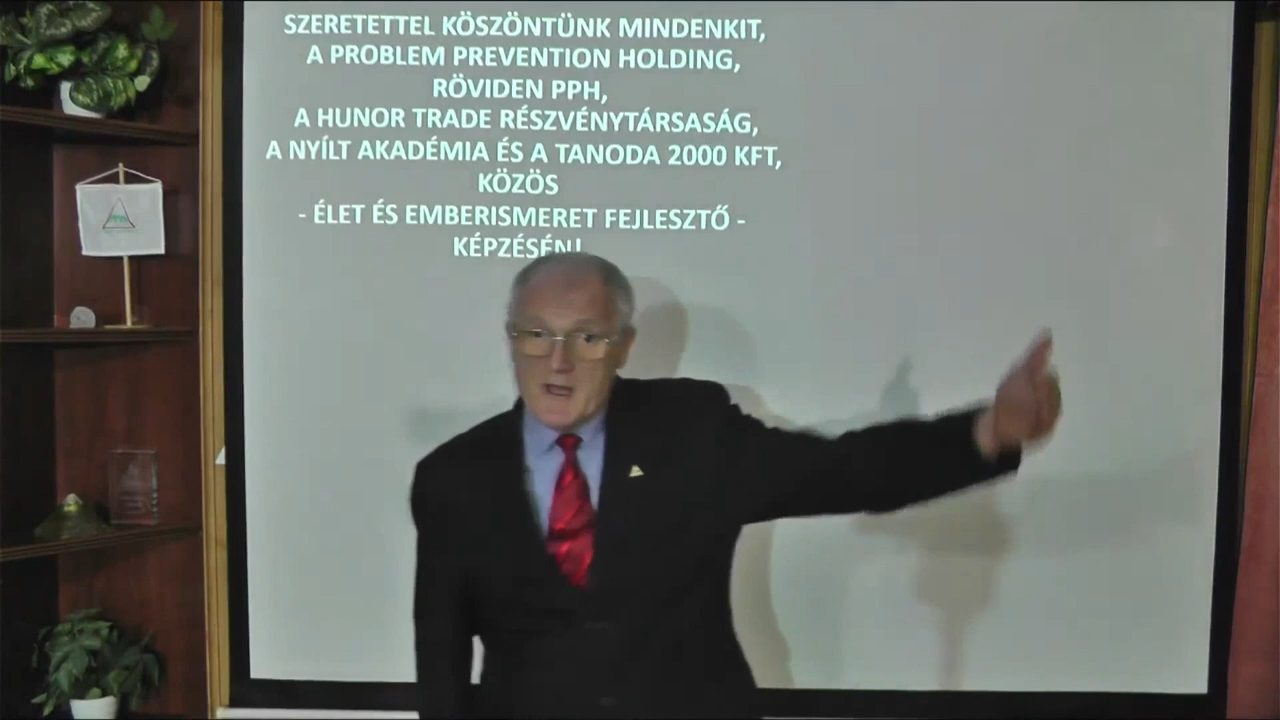 SZERETETTEL KÖSZÖNTÜNK MINDENKIT,
A PROBLEM PREVENTION HOLDING,
RÖVIDEN PPH,
A HUNOR TRADE RÉSZVÉNYTÁRSASÁG,
A NYÍLT AKADÉMIA ÉS A TANODA 2000 KFT,
KÖZÖS
- ÉLET ÉS EMBERISMERET FEJLESZTŐ -
KÉPZÉSÉN!